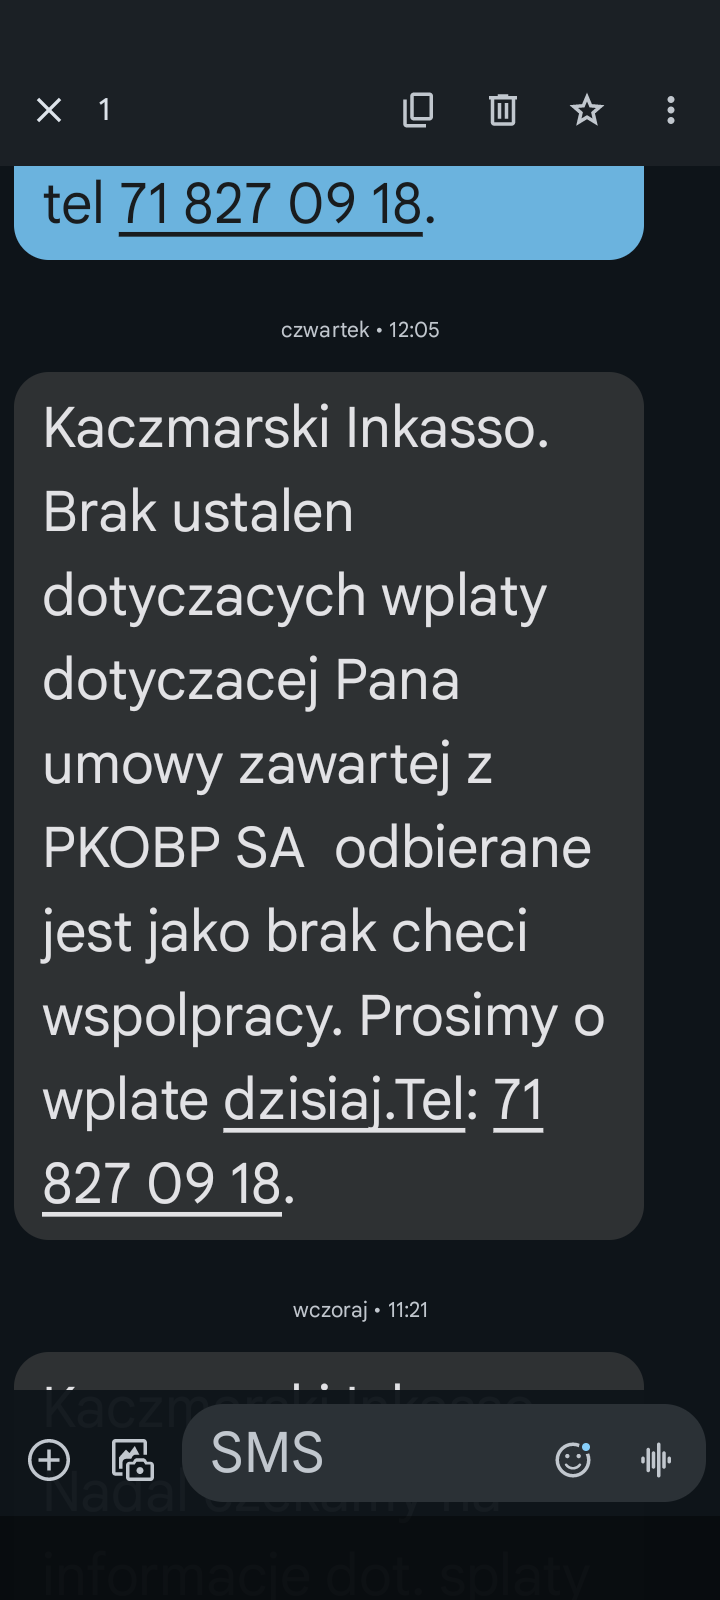 1
tel 71 827 09 18.
czwartek • 12:05
Kaczmarski Inkasso.
Brak ustalen
dotyczacych wplaty
dotyczacej Pana
umowy zawartej z
PKOBP SA  odbierane
jest jako brak checi
wspolpracy. Prosimy o
wplate dzisiaj.Tel: 71
827 09 18.
wczoraj • 11:21
Kaczmarski Inkasso.
SMS
Nadal czekamy na
informacje dot. splaty